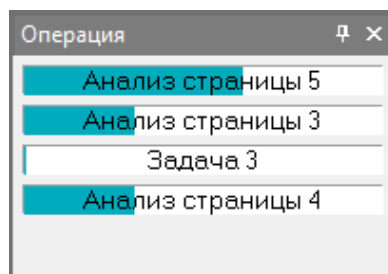 Операция
Анализ страницы 5
Анализ страницы 3
Задача 3
Анализ страницы 4